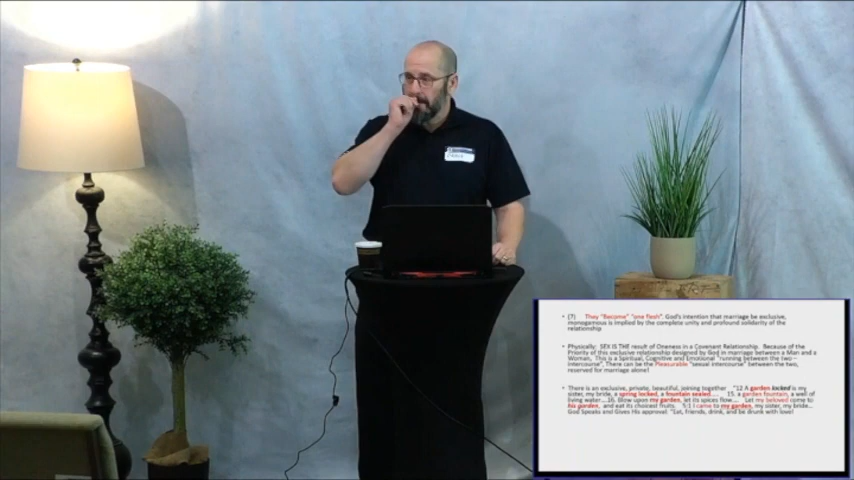 • (7) They "Become" "one flesh". God's intention that marriage be exclusive,
monogamous is implied by the complete unity and profound solidarity of the
relationship
• Physically: SEX IS THE result of Oneness in a Covenant Relationship. Because of the
Priority of this exclusive relationship designed by God in marriage between a Man and a
Woman. This is a Spiritual, Cognitive and Emotional "running between the two –
intercourse". There can be the Pleasurable "sexual intercourse" between the two,
reserved for marriage alone!
• There is an exclusive, private, beautiful, joining together "12 A garden locked is my
sister, my bride, a spring locked, a fountain sealed.... 15. a garden fountain, a well of
living water...16. Blow upon my garden, let its spices flow.... Let my beloved come to
his garden, and eat its choicest fruits. 5:1 I came to my garden, my sister, my bride...
God Speaks and Gives His approval: "Eat, friends, drink, and be drunk with love!